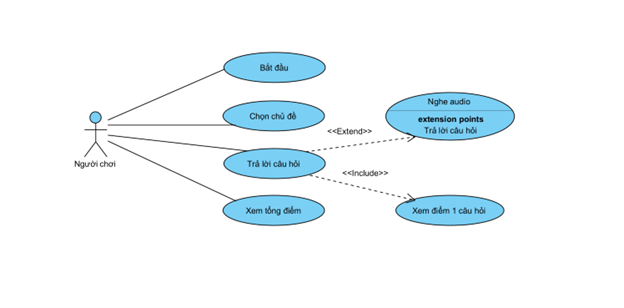 Bắt đầu
Chọn chủ đề
Nghe audio
extension points
Trả lời câu hỏi
<<Extend>>
Người chơi
Trả lời câu hỏi
<<Include>>
Xem tổng điểm
Xem điểm 1 câu hỏi